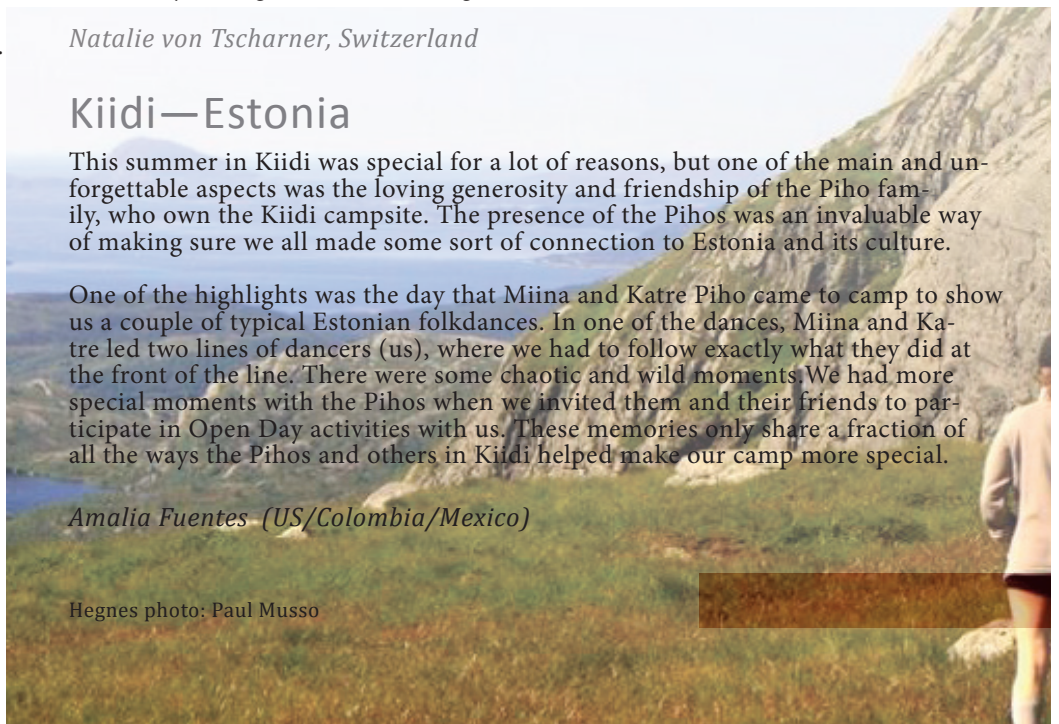 Natalie von Tscharner, Switzerland
Kiidi—Estonia
This summer in Kiidi was special for a lot of reasons, but one of the main and un-
forgettable aspects was the loving generosity and friendship of the Piho fam-
ily, who own the Kiidi campsite. The presence of the Pihos was an invaluable way
of making sure we all made some sort of connection to Estonia and its culture.
One of the highlights was the day that Miina and Katre Piho came to camp to show
us a couple of typical Estonian folkdances. In one of the dances, Miina and Ka-
tre led two lines of dancers (us), where we had to follow exactly what they did at
the front of the line. There were some chaotic and wild moments.We had more
special moments with the Pihos when we invited them and their friends to par-
ticipate in Open Day activities with us. These memories only share a fraction of
all the ways the Pihos and others in Kiidi helped make our camp more special.
Amalia Fuentes  (US/Colombia/Mexico)
Hegnes photo: Paul Musso